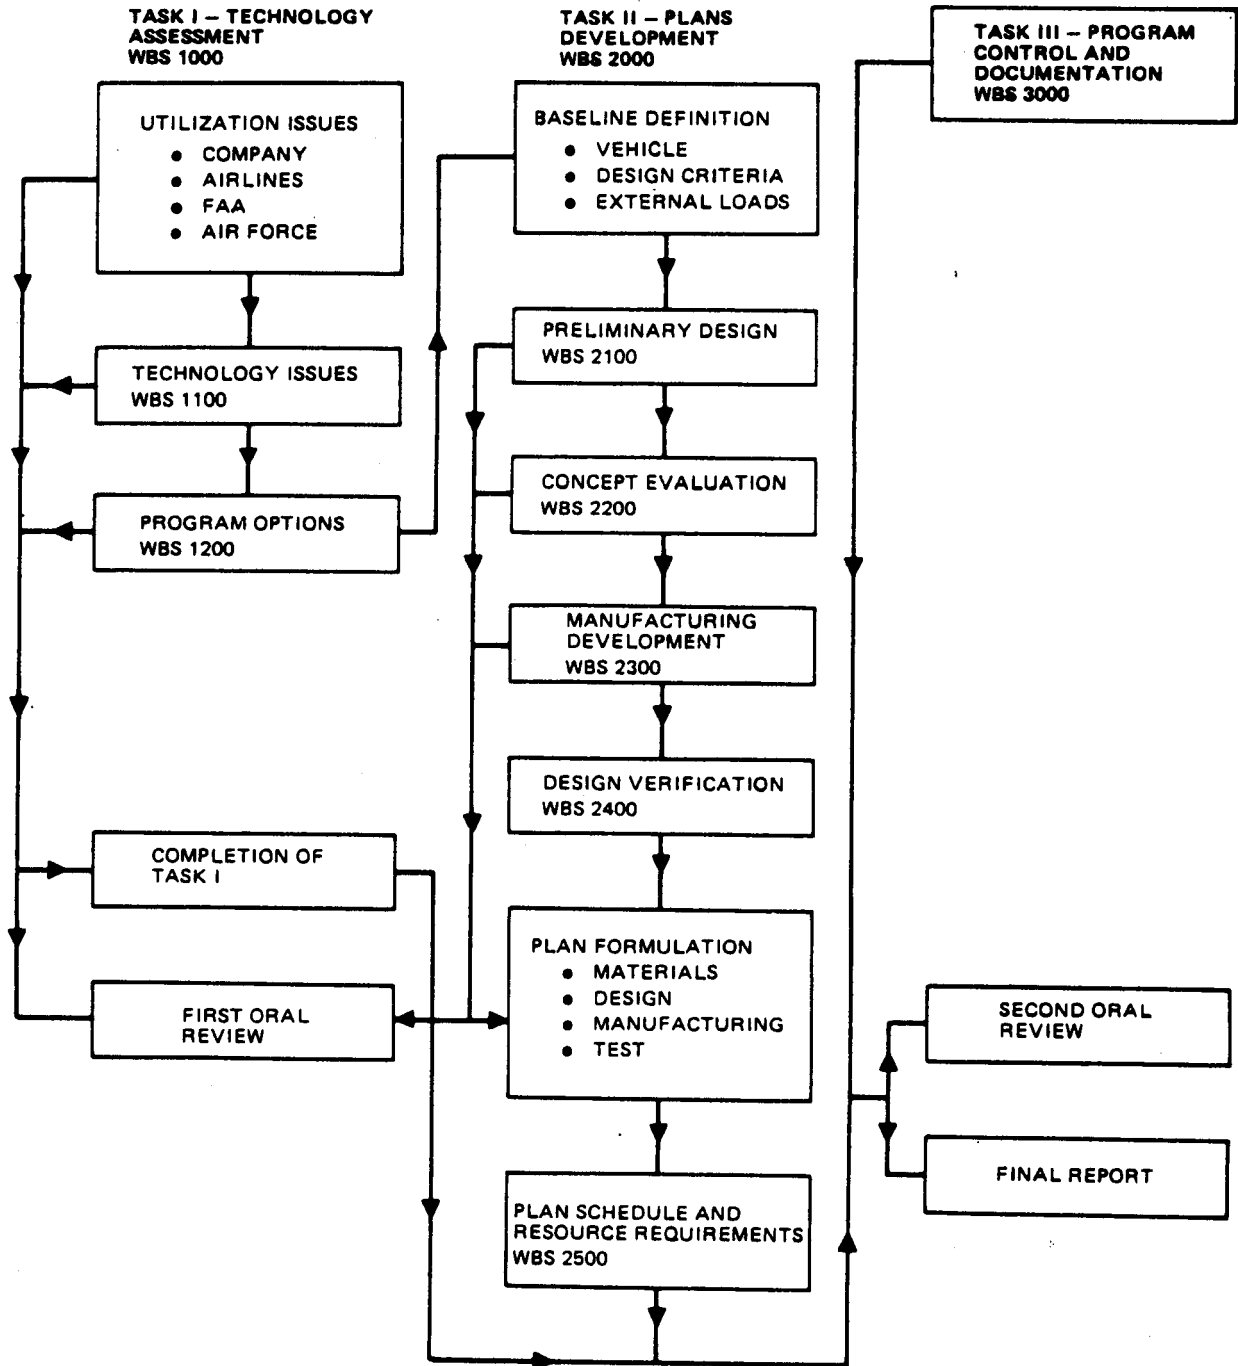 TASK I – TECHNOLOGY
ASSESSMENT
WBS 1000
UTILIZATION ISSUES
• COMPANY
• AIRLINES
• FAA
• AIR FORCE
TECHNOLOGY ISSUES
WBS 1100
PROGRAM OPTIONS
WBS 1200
COMPLETION OF
TASK I
FIRST ORAL
REVIEW
TASK II – PLANS
DEVELOPMENT
WBS 2000
BASELINE DEFINITION
• VEHICLE
• DESIGN CRITERIA
• EXTERNAL LOADS
PRELIMINARY DESIGN
WBS 2100
CONCEPT EVALUATION
WBS 2200
MANUFACTURING
DEVELOPMENT
WBS 2300
DESIGN VERIFICATION
WBS 2400
PLAN FORMULATION
• MATERIALS
• DESIGN
• MANUFACTURING
• TEST
PLAN SCHEDULE AND
RESOURCE REQUIREMENTS
WBS 2500
TASK III – PROGRAM
CONTROL AND
DOCUMENTATION
WBS 3000
SECOND ORAL
REVIEW
FINAL REPORT